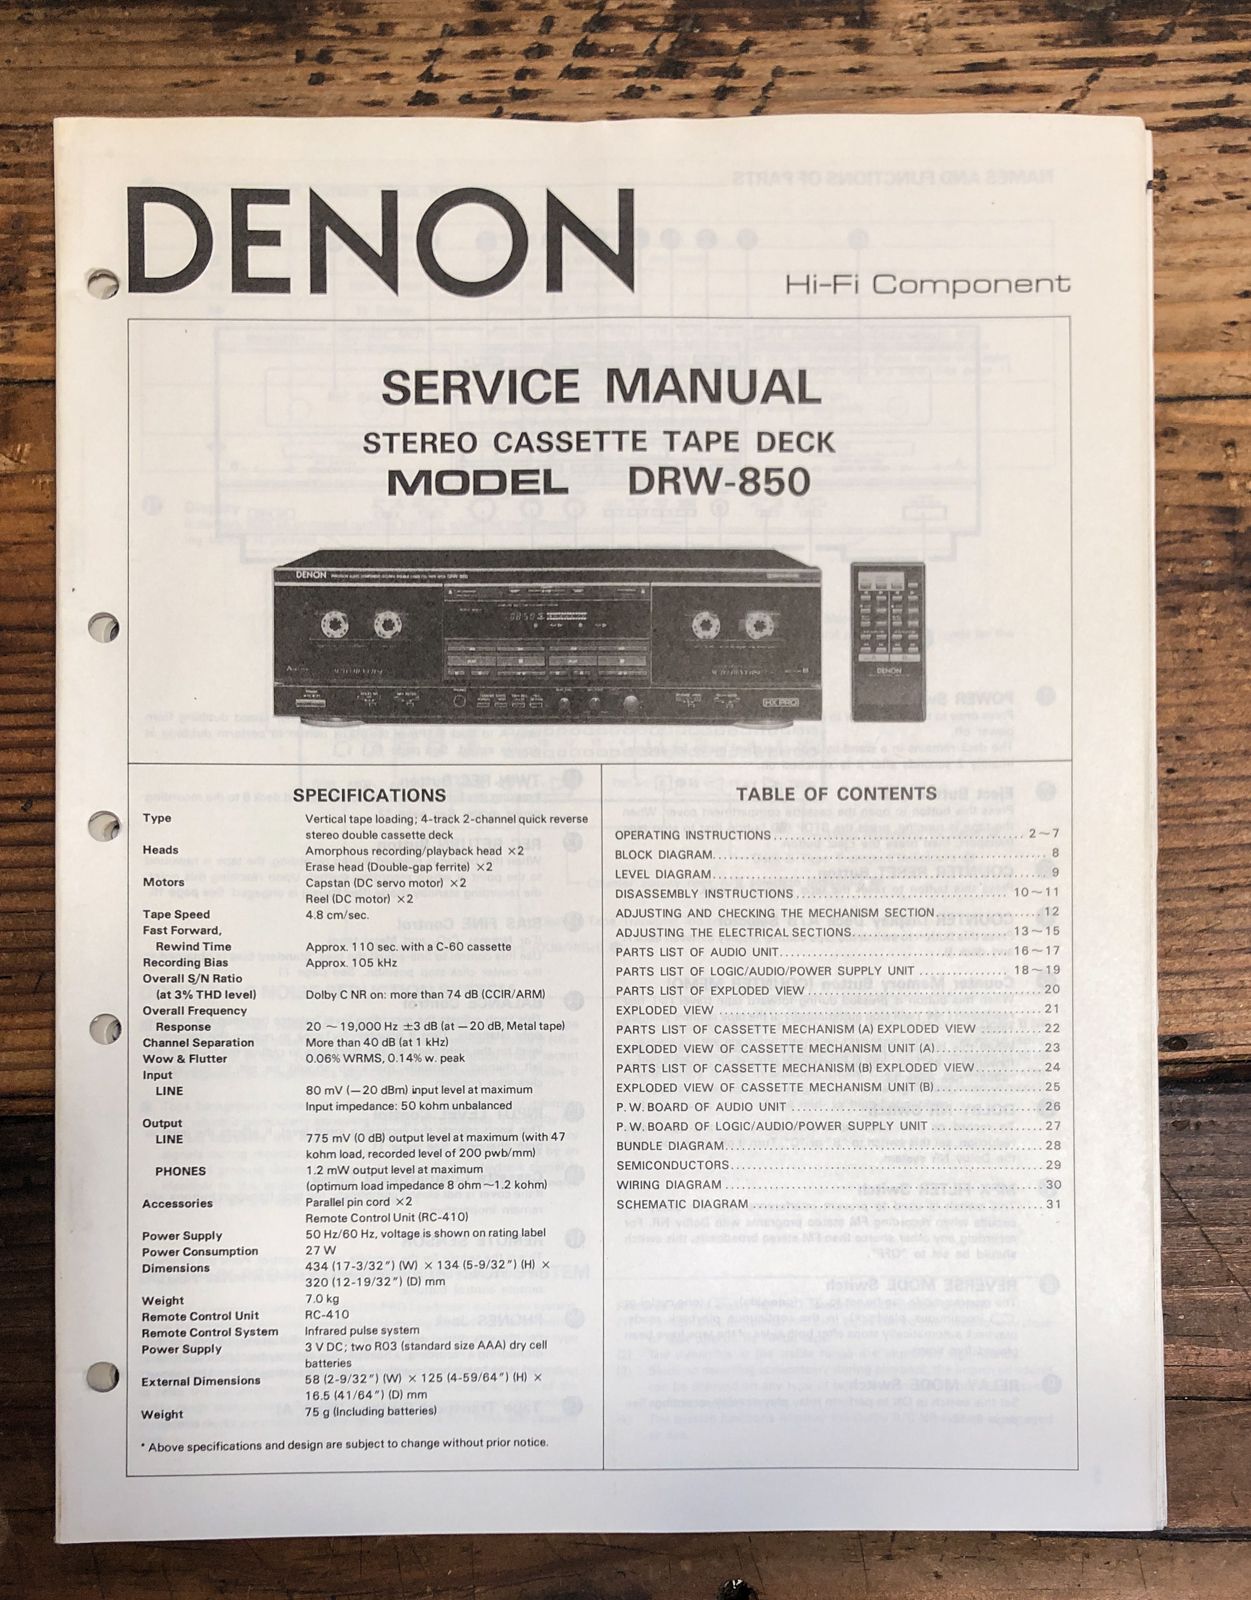 DENON
Hi-Fi Component
SERVICE MANUAL
STEREO CASSETTE TAPE DECK
MODEL DRW-850
DENON
DRW-850
HX PRO
DENON
SPECIFICATIONS
Type Vertical tape loading; 4-track 2-channel quick reverse
stereo double cassette deck
Heads Amorphous recording/playback head ×2
Erase head (Double-gap ferrite) ×2
Motors Capstan (DC servo motor) ×2
Reel (DC motor) ×2
Tape Speed 4.8 cm/sec.
Fast Forward,
Rewind Time Approx. 110 sec. with a C-60 cassette
Recording Bias Approx. 105 kHz
Overall S/N Ratio
(at 3% THD level) Dolby C NR on: more than 74 dB (CCIR/ARM)
Overall Frequency
Response 20 ~ 19,000 Hz ±3 dB (at −20 dB, Metal tape)
Channel Separation More than 40 dB (at 1 kHz)
Wow & Flutter 0.06% WRMS, 0.14% w. peak
Input
LINE 80 mV (−20 dBm) input level at maximum
Input impedance: 50 kohm unbalanced
Output
LINE 775 mV (0 dB) output level at maximum (with 47
kohm load, recorded level of 200 pwb/mm)
PHONES 1.2 mW output level at maximum
(optimum load impedance 8 ohm~1.2 kohm)
Accessories Parallel pin cord ×2
Remote Control Unit (RC-410)
Power Supply 50 Hz/60 Hz, voltage is shown on rating label
Power Consumption 27 W
Dimensions 434 (17-3/32″) (W) × 134 (5-9/32″) (H) ×
320 (12-19/32″) (D) mm
Weight 7.0 kg
Remote Control Unit RC-410
Remote Control System Infrared pulse system
Power Supply 3 V DC; two R03 (standard size AAA) dry cell
batteries
External Dimensions 58 (2-9/32″) (W) × 125 (4-59/64″) (H) ×
16.5 (41/64″) (D) mm
Weight 75 g (Including batteries)
* Above specifications and design are subject to change without prior notice.
TABLE OF CONTENTS
OPERATING INSTRUCTIONS 2~7
BLOCK DIAGRAM 8
LEVEL DIAGRAM 9
DISASSEMBLY INSTRUCTIONS 10~11
ADJUSTING AND CHECKING THE MECHANISM SECTION 12
ADJUSTING THE ELECTRICAL SECTIONS 13~15
PARTS LIST OF AUDIO UNIT 16~17
PARTS LIST OF LOGIC/AUDIO/POWER SUPPLY UNIT 18~19
PARTS LIST OF EXPLODED VIEW 20
EXPLODED VIEW 21
PARTS LIST OF CASSETTE MECHANISM (A) EXPLODED VIEW 22
EXPLODED VIEW OF CASSETTE MECHANISM UNIT (A) 23
PARTS LIST OF CASSETTE MECHANISM (B) EXPLODED VIEW 24
EXPLODED VIEW OF CASSETTE MECHANISM UNIT (B) 25
P.W. BOARD OF AUDIO UNIT 26
P.W. BOARD OF LOGIC/AUDIO/POWER SUPPLY UNIT 27
BUNDLE DIAGRAM 28
SEMICONDUCTORS 29
WIRING DIAGRAM 30
SCHEMATIC DIAGRAM 31